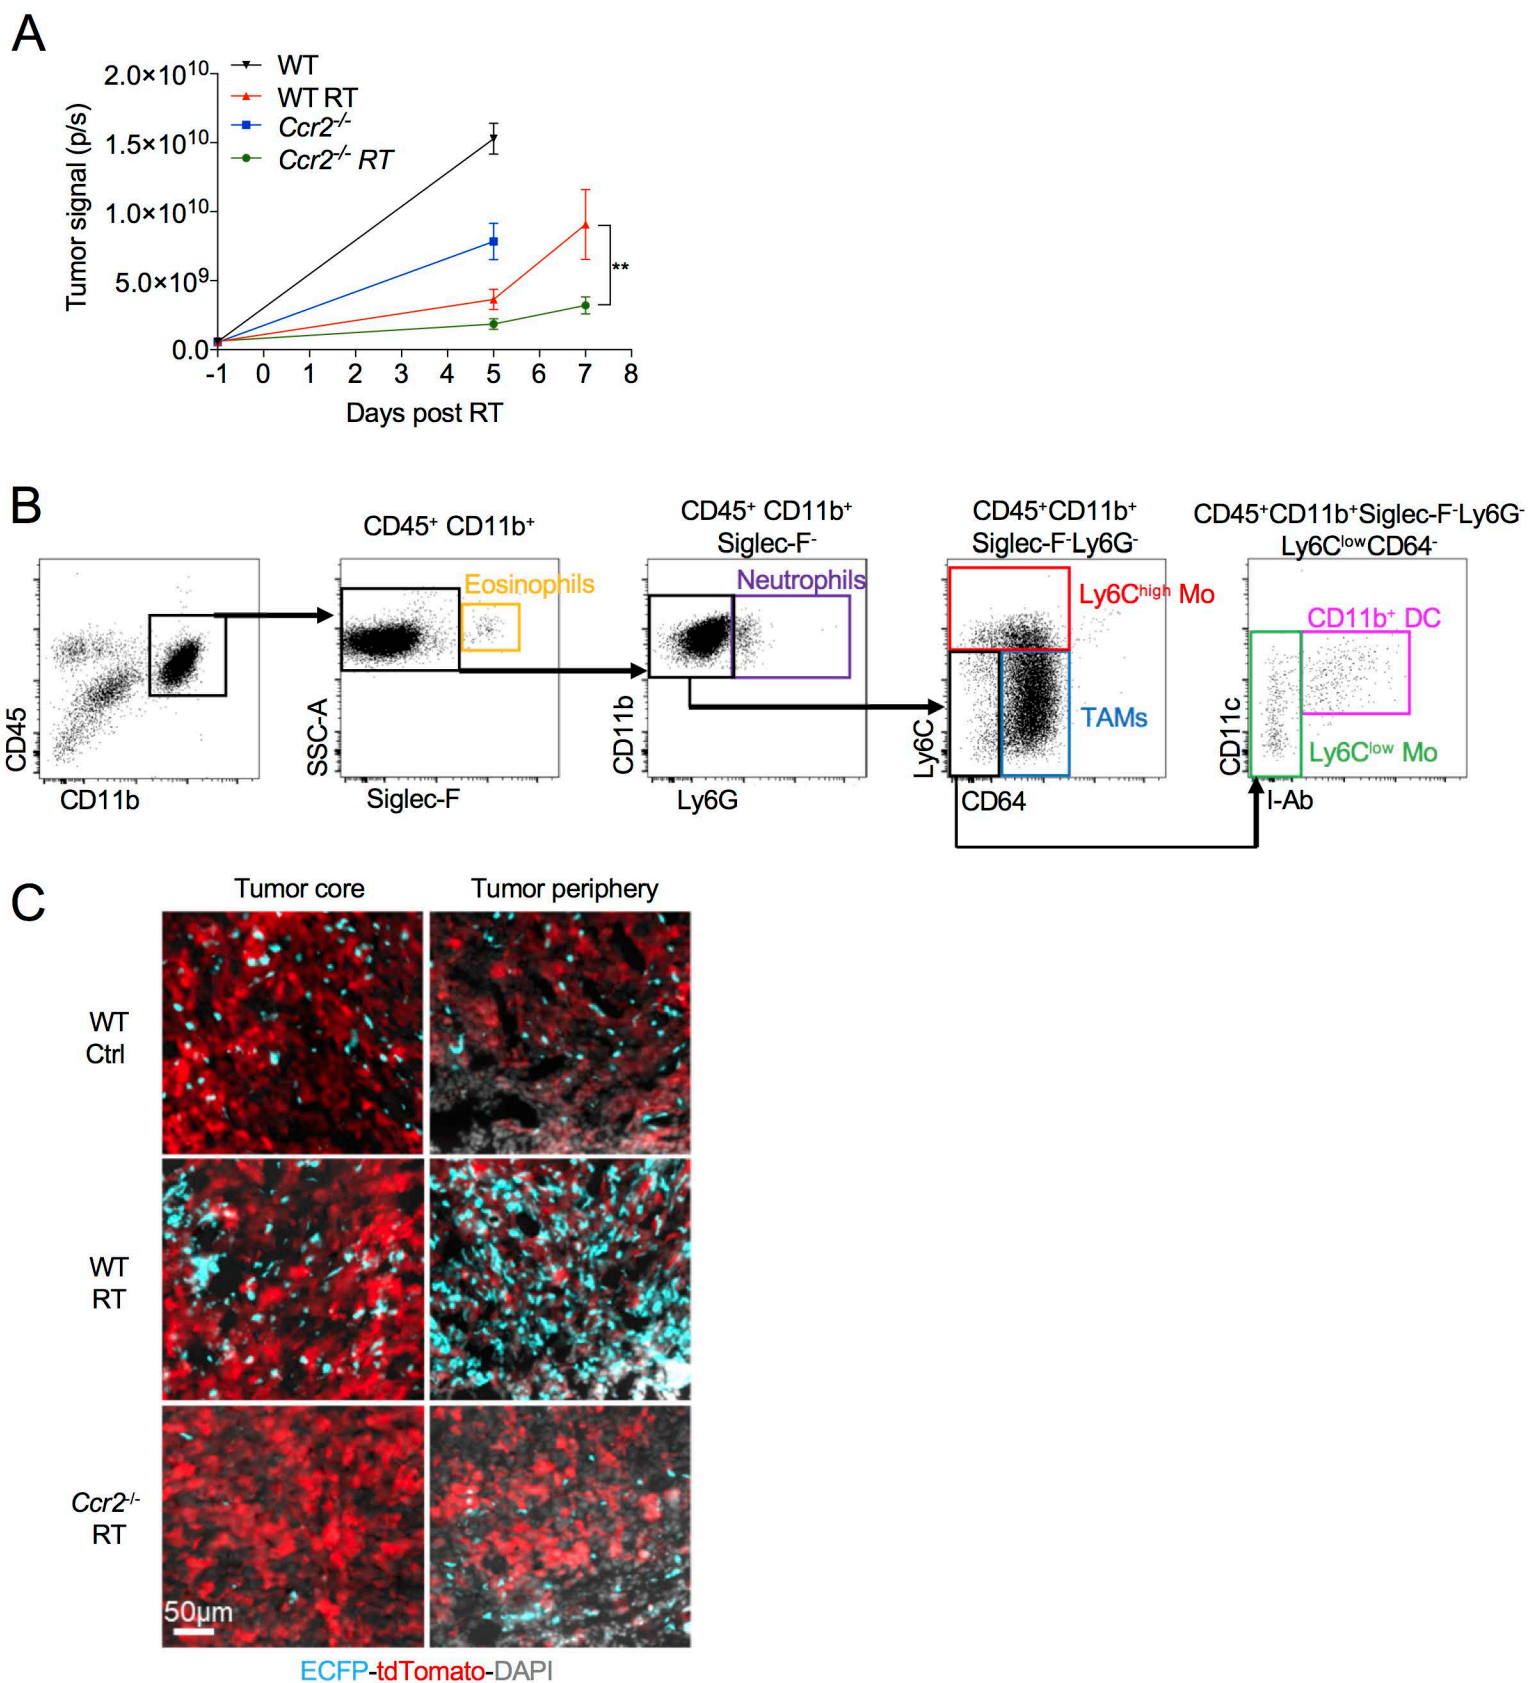 A
Tumor signal (p/s)
2.0×10¹⁰
1.5×10¹⁰
1.0×10¹⁰
5.0×10⁹
0.0
WT
WT RT
Ccr2⁻/⁻
Ccr2⁻/⁻ RT
**
-1 0 1 2 3 4 5 6 7 8
Days post RT
B
CD45
CD11b
CD45⁺ CD11b⁺
Eosinophils
SSC-A
Siglec-F
CD45⁺ CD11b⁺
Siglec-F⁻
Neutrophils
CD11b
Ly6G
CD45⁺CD11b⁺
Siglec-F⁻Ly6G⁻
Ly6Cʰⁱᵍʰ Mo
TAMs
Ly6C
CD64
CD45⁺CD11b⁺Siglec-F⁻Ly6G⁻
Ly6CˡᵒʷCD64⁻
CD11b⁺ DC
Ly6Cˡᵒʷ Mo
CD11c
I-Ab
C
Tumor core Tumor periphery
WT
Ctrl
WT
RT
Ccr2⁻/⁻
RT
50µm
ECFP-tdTomato-DAPI